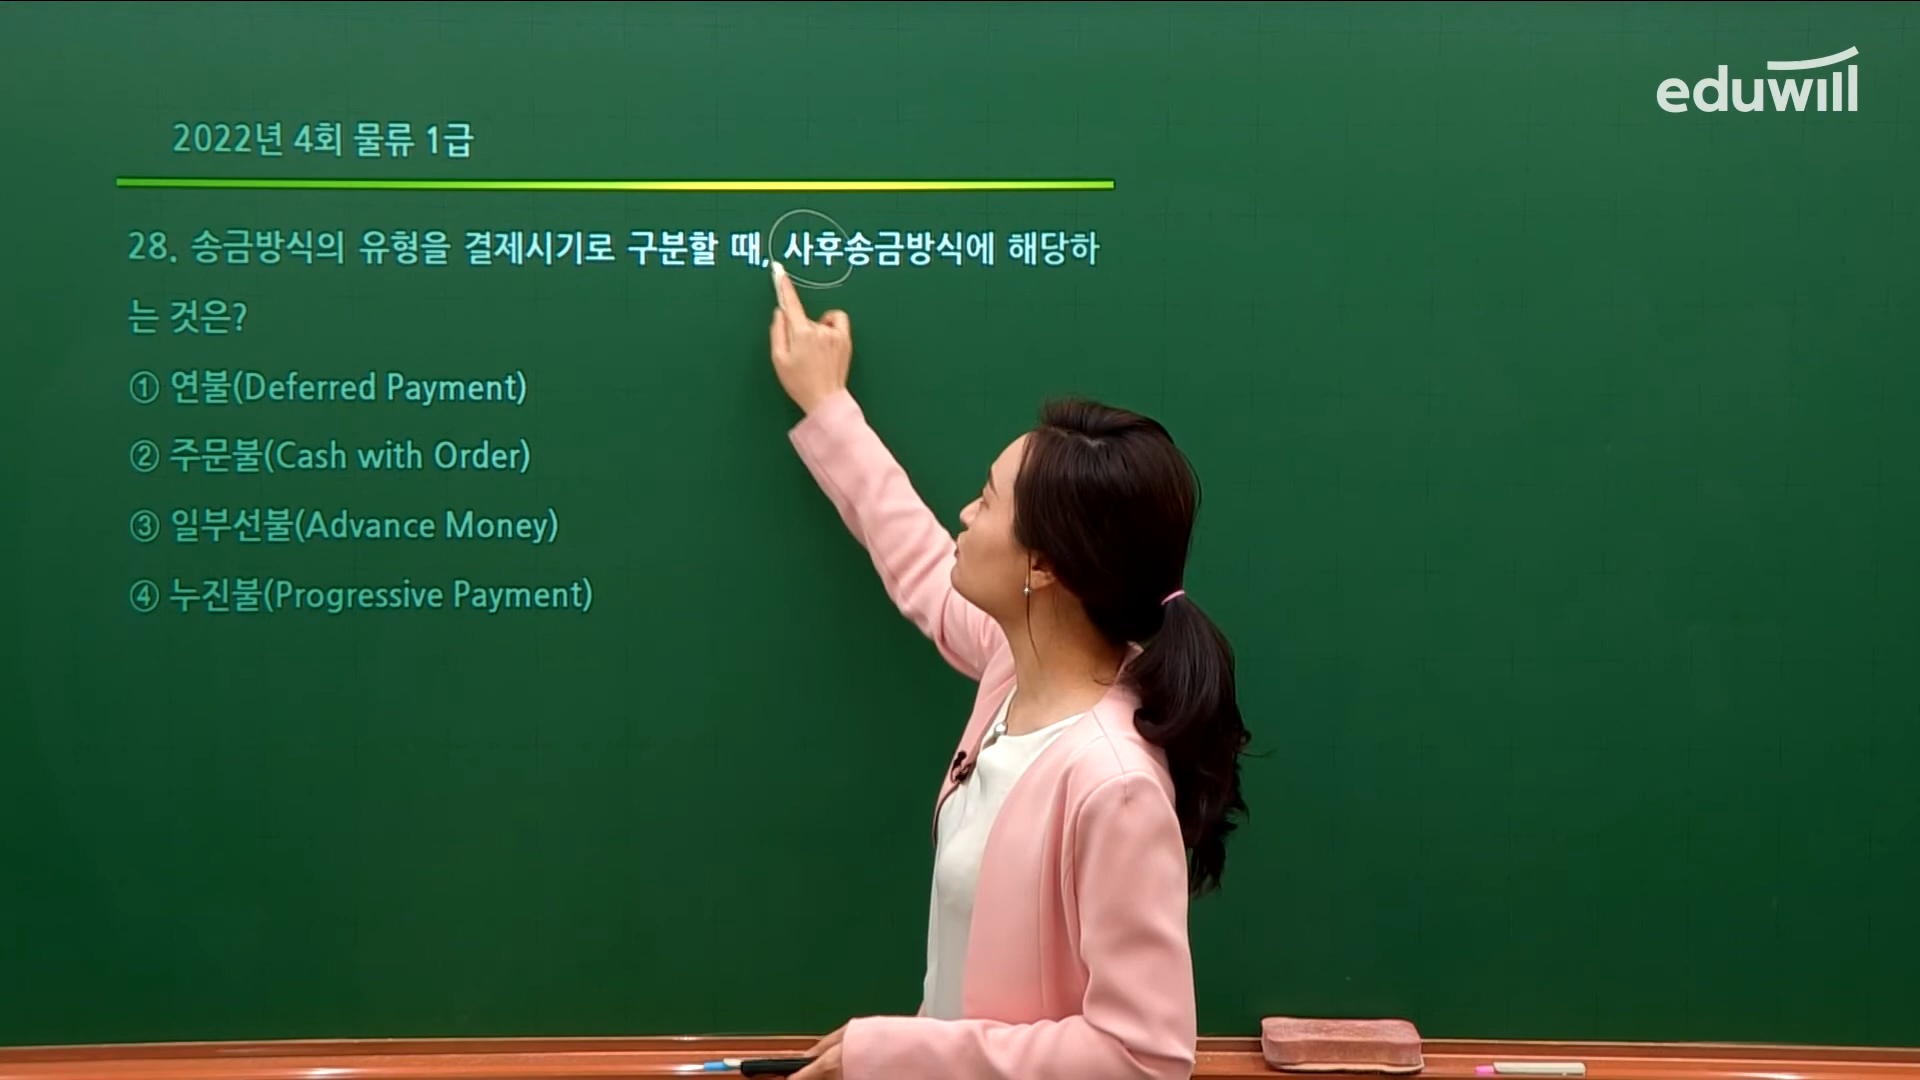 eduwill
2022년 4회 물류 1급
28. 송금방식의 유형을 결제시기로 구분할 때, 사후송금방식에 해당하
는 것은?
① 연불(Deferred Payment)
② 주문불(Cash with Order)
③ 일부선불(Advance Money)
④ 누진불(Progressive Payment)